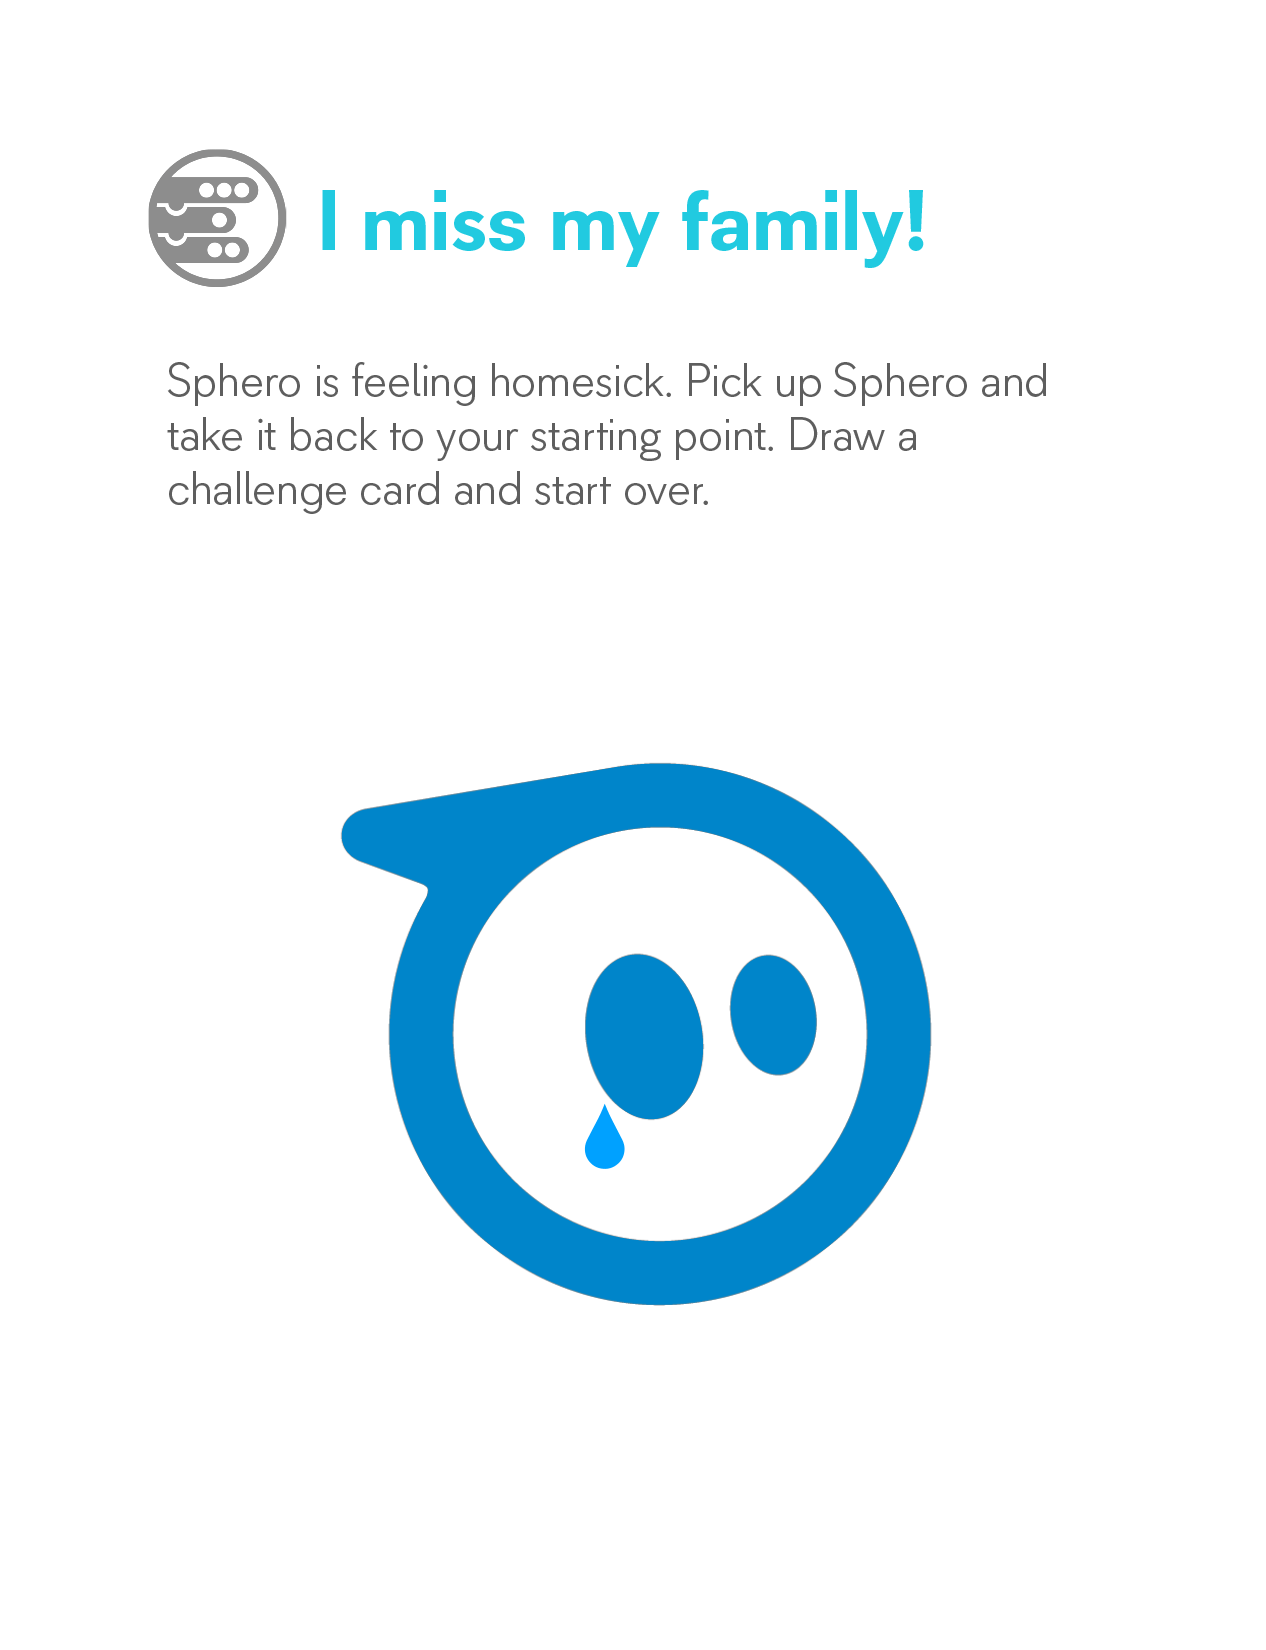 I miss my family!
Sphero is feeling homesick. Pick up Sphero and
take it back to your starting point. Draw a
challenge card and start over.